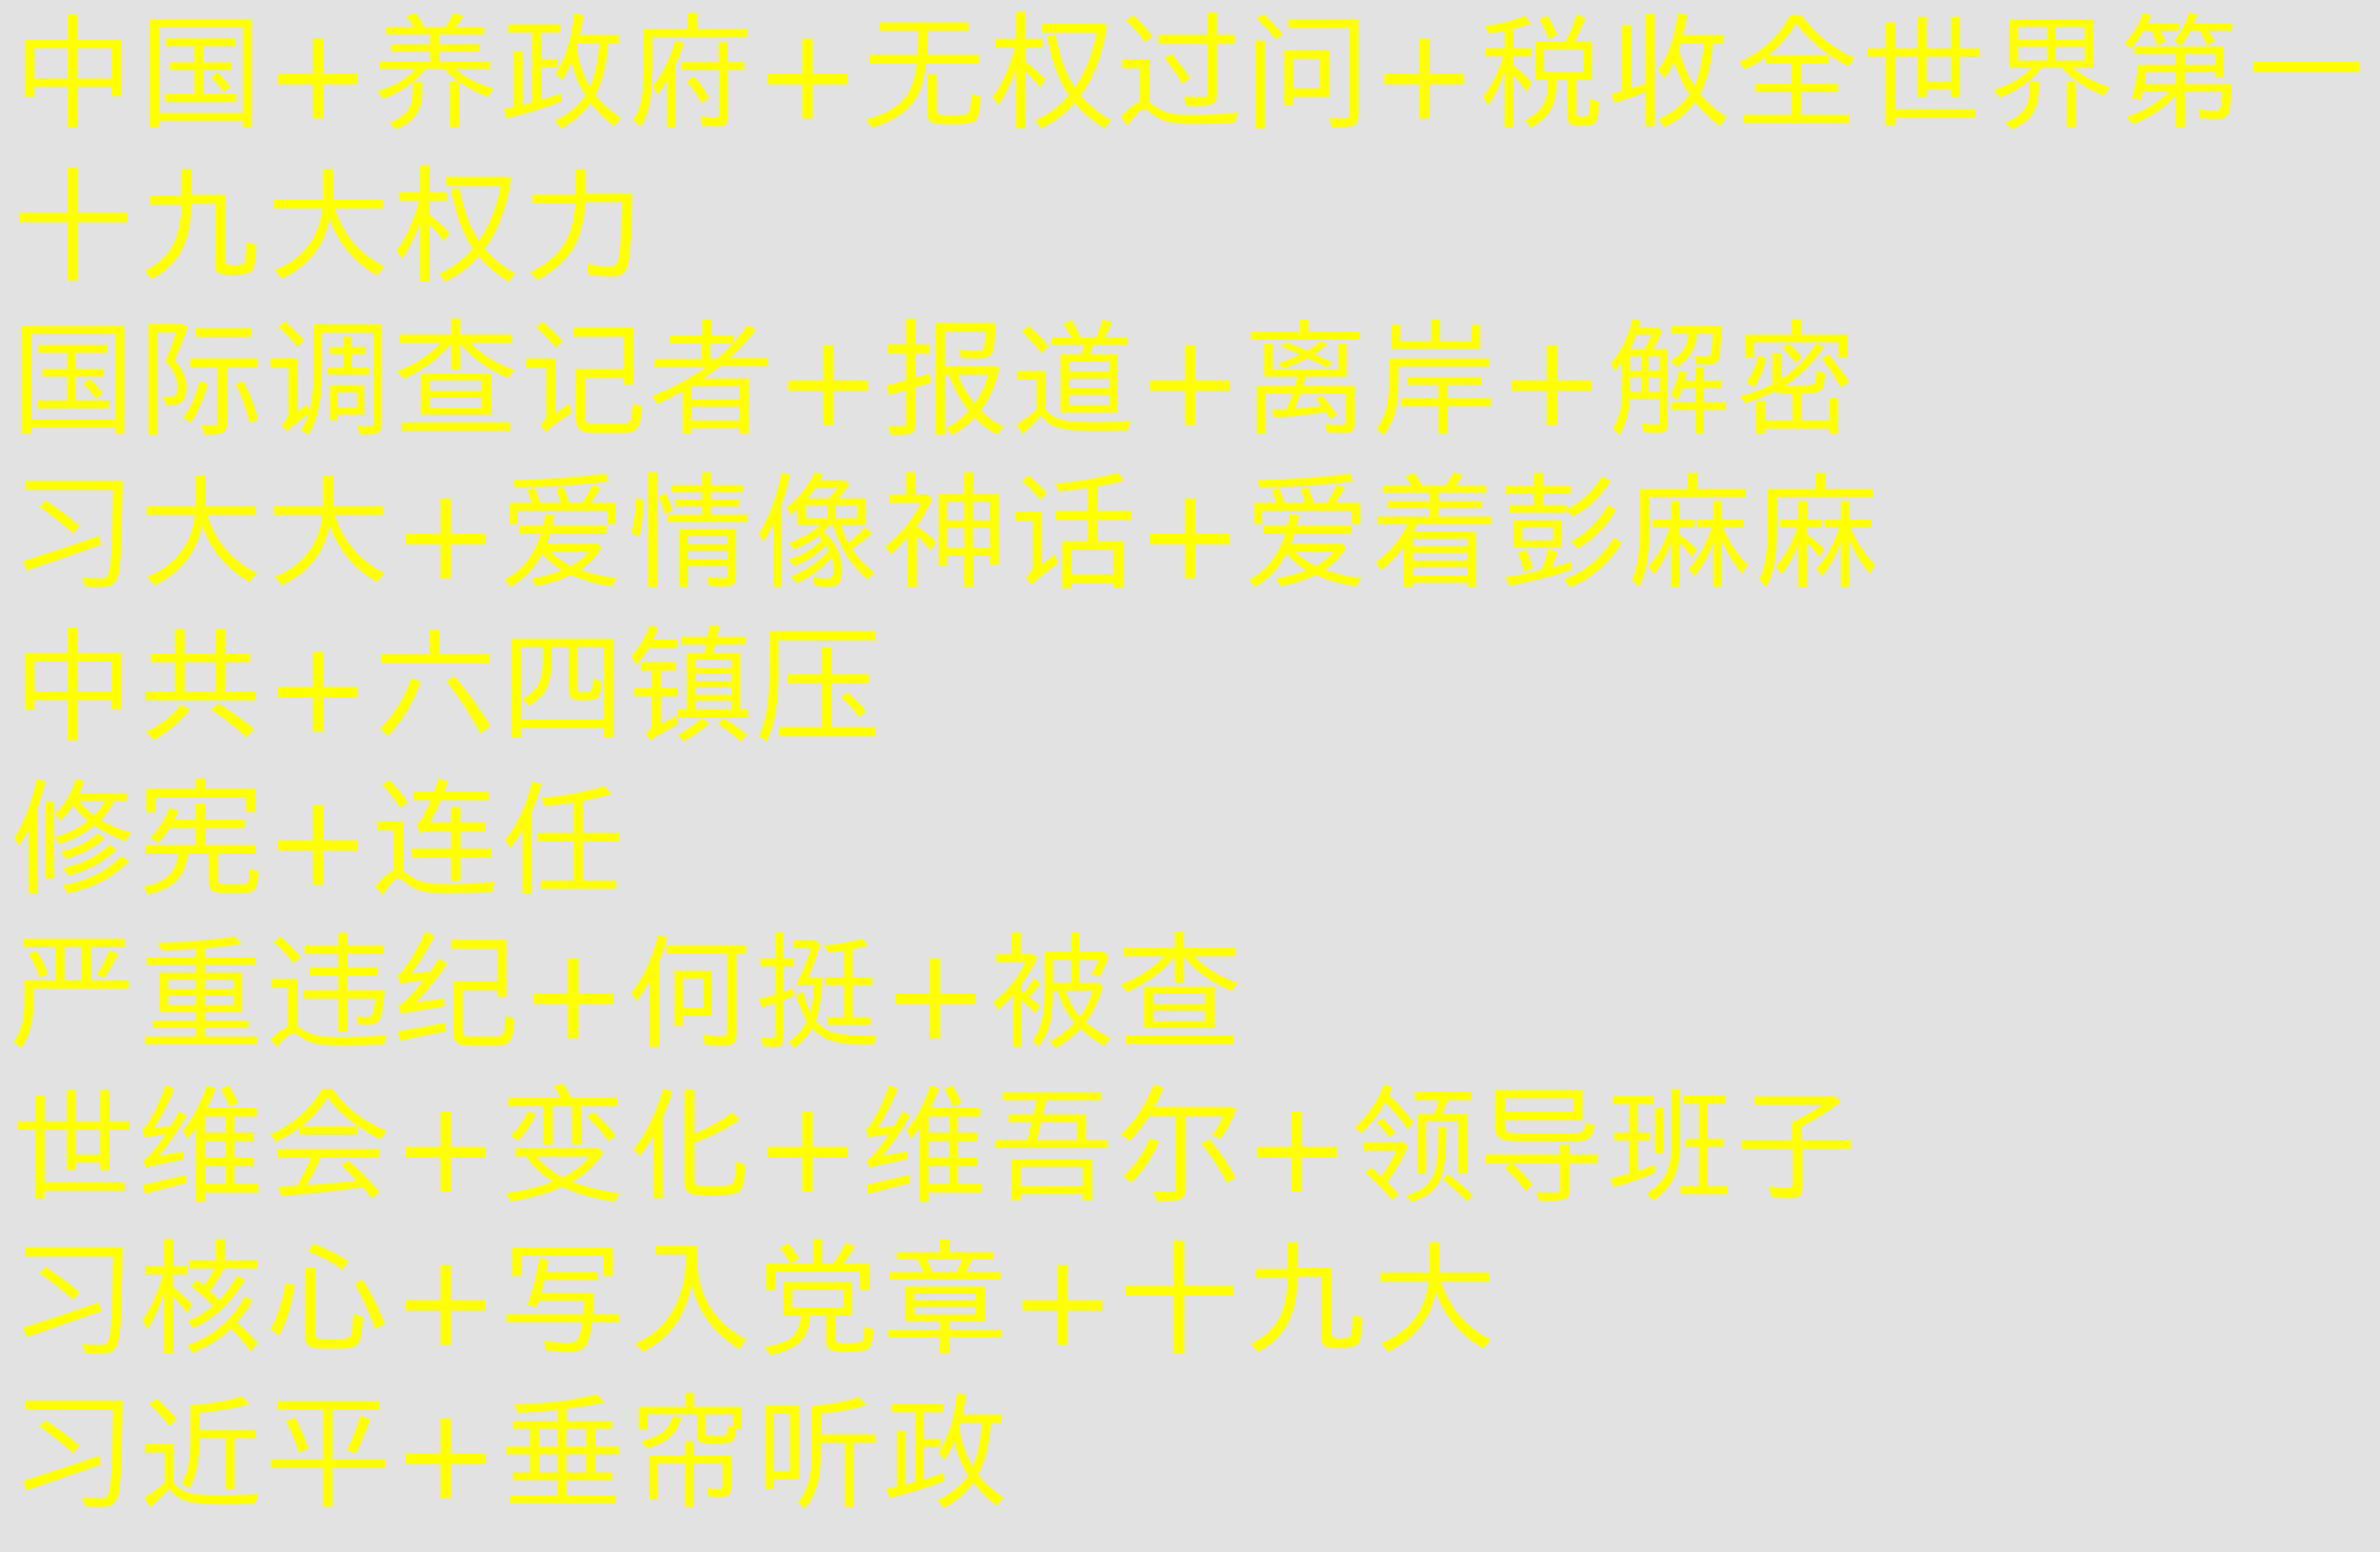 中国+养政府+无权过问+税收全世界第一
十九大权力
国际调查记者+报道+离岸+解密
习大大+爱情像神话+爱着彭麻麻
中共+六四镇压
修宪+连任
严重违纪+何挺+被查
世维会+变化+维吾尔+领导班子
习核心+写入党章+十九大
习近平+垂帘听政